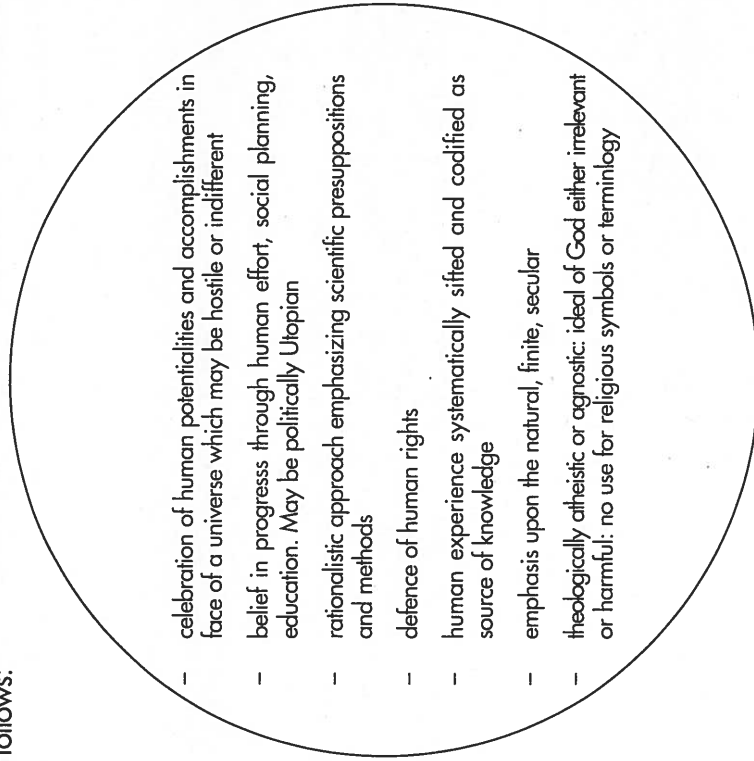 follows:
– celebration of human potentialities and accomplishments in
face of a universe which may be hostile or indifferent
– belief in progresss through human effort, social planning,
education. May be politically Utopian
– rationalistic approach emphasizing scientific presuppositions
and methods
– defence of human rights
– human experience systematically sifted and codified as
source of knowledge
– emphasis upon the natural, finite, secular
– theologically atheistic or agnostic: ideal of God either irrelevant
or harmful: no use for religious symbols or terminlogy